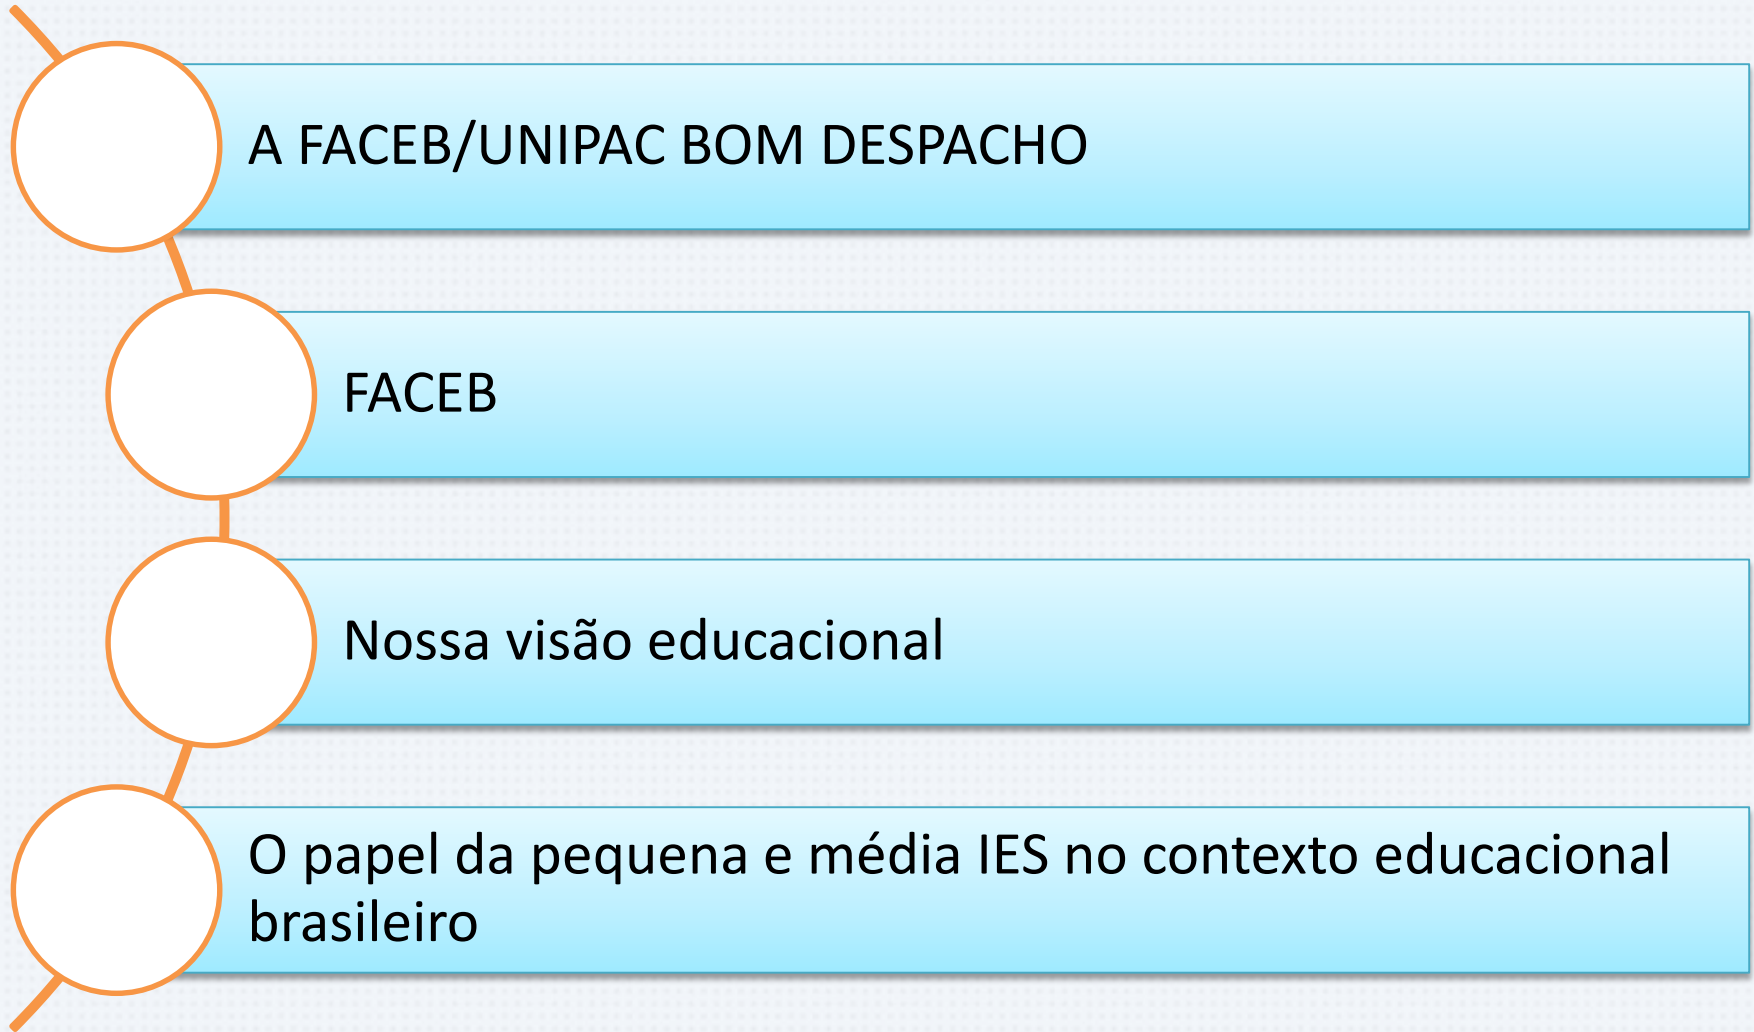 A FACEB/UNIPAC BOM DESPACHO
FACEB
Nossa visão educacional
O papel da pequena e média IES no contexto educacional
brasileiro